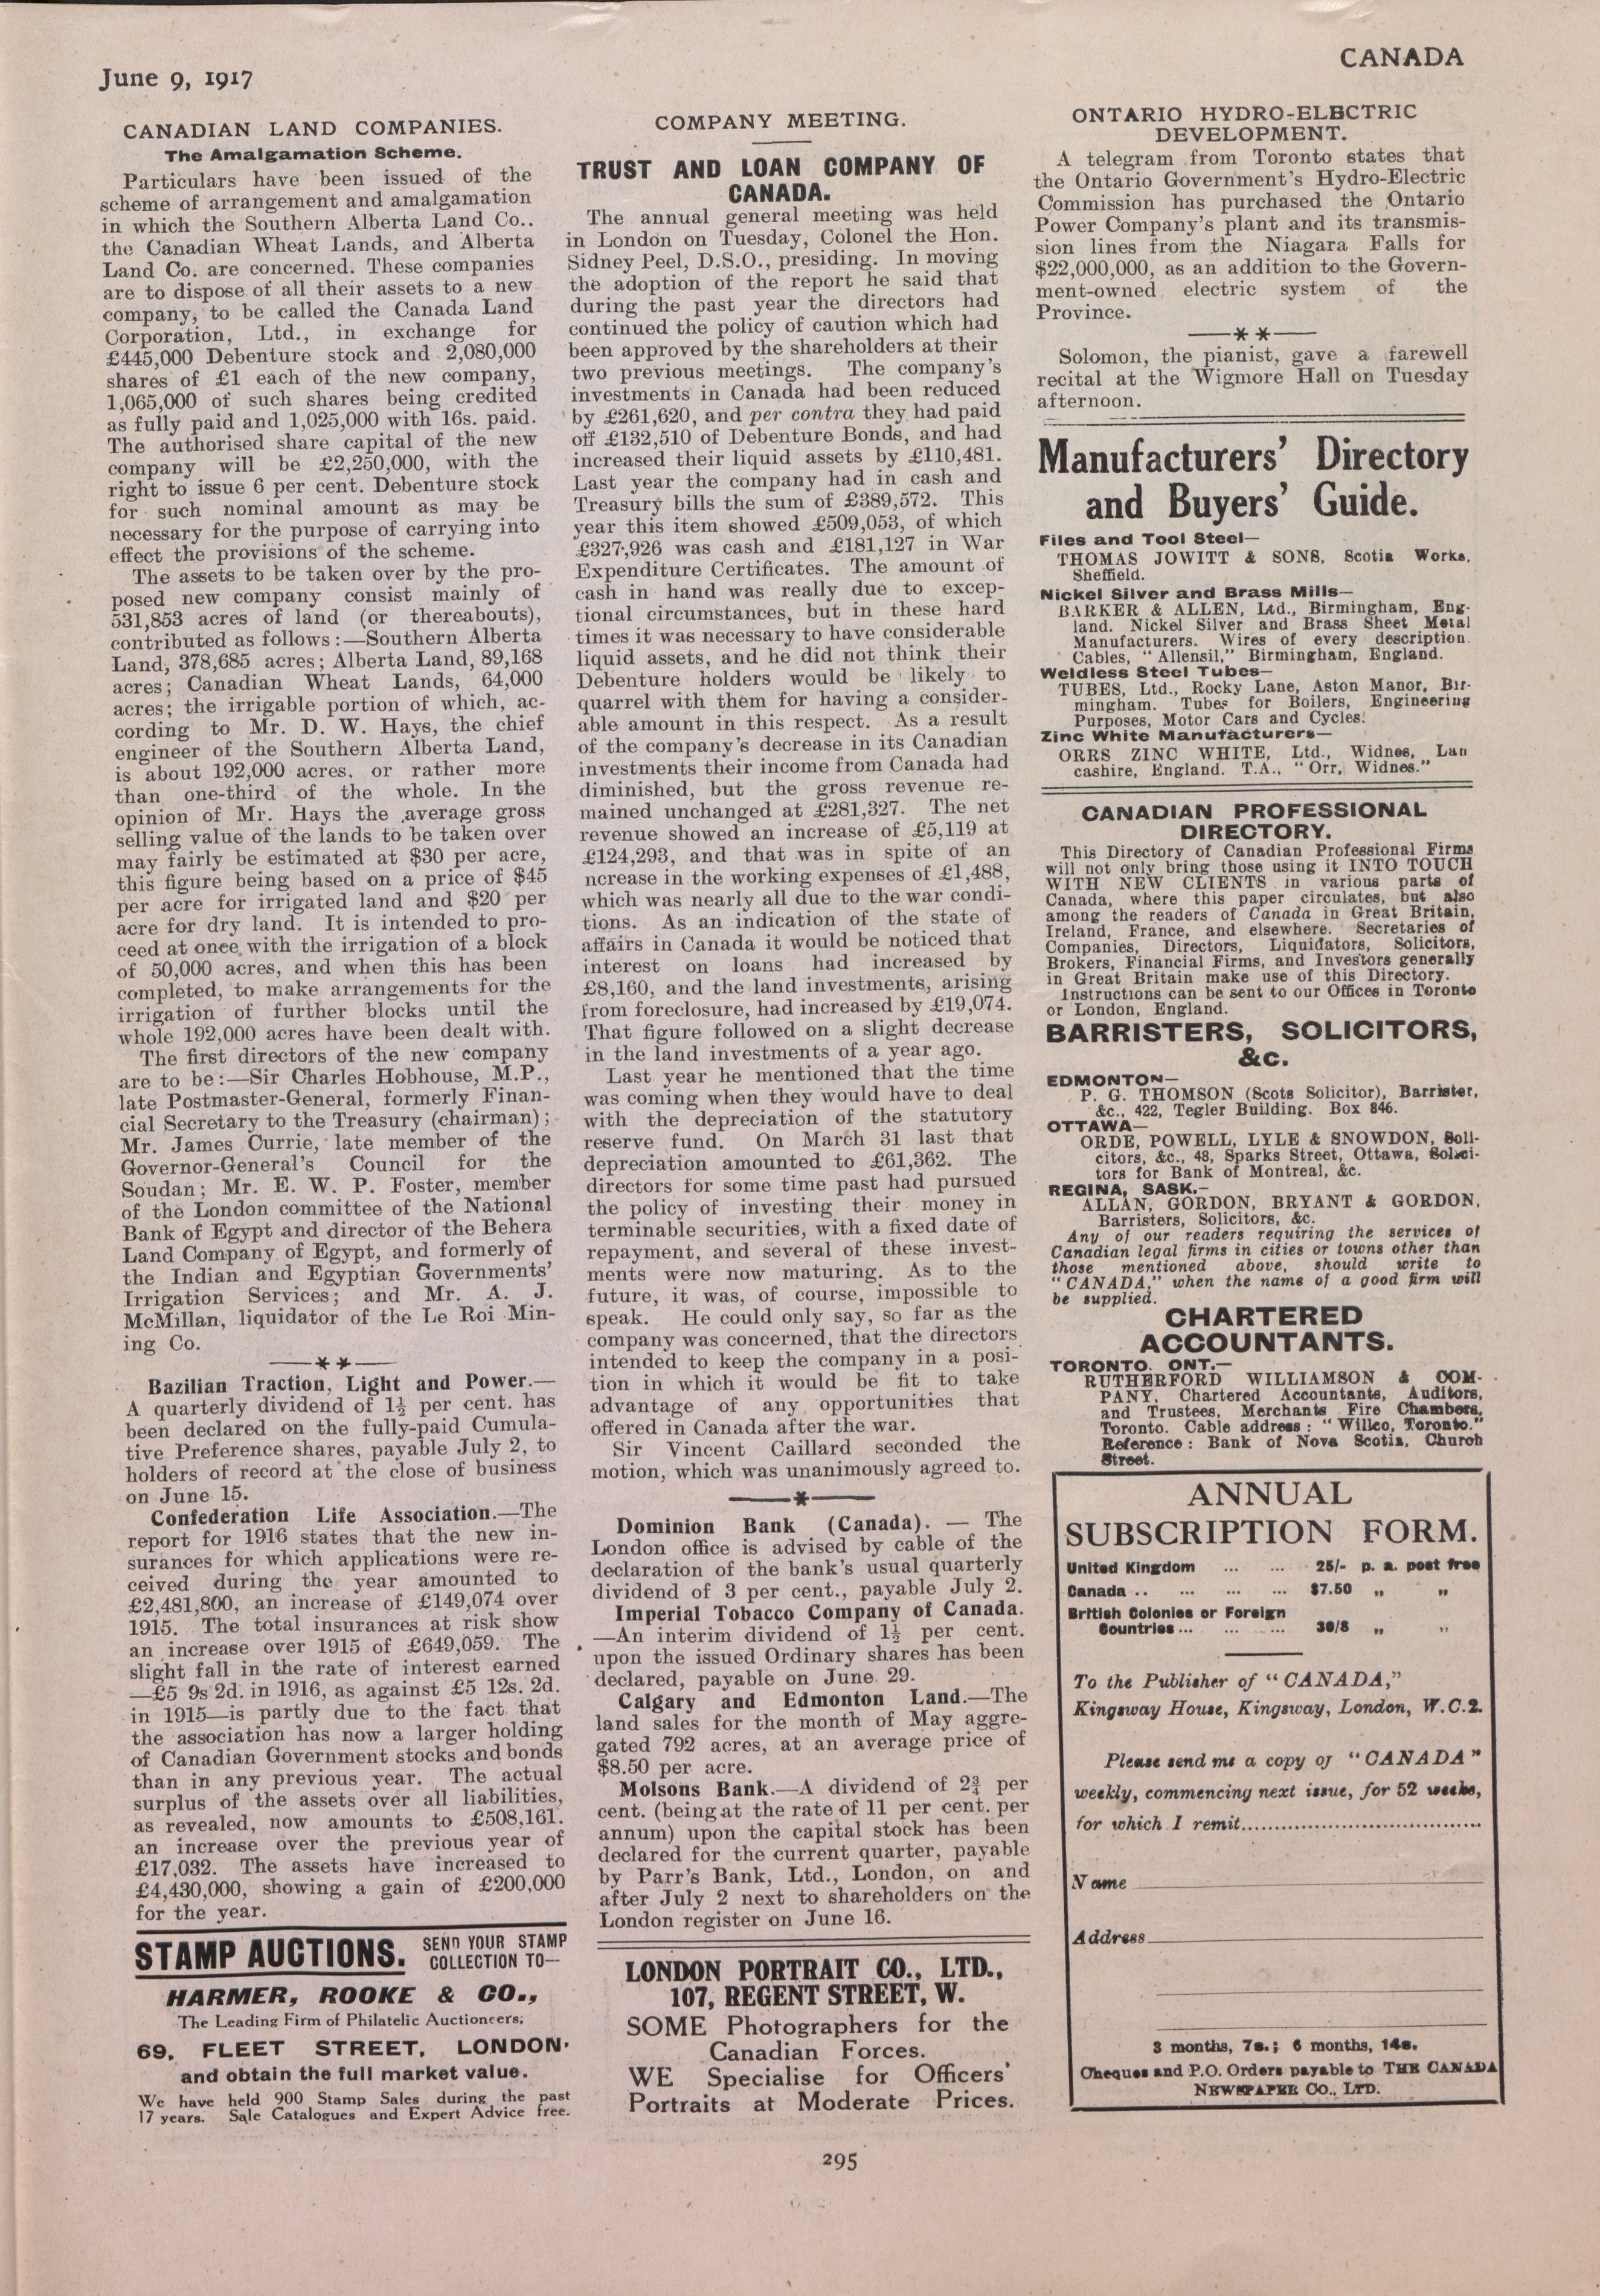 June 9, 1917
CANADA
CANADIAN LAND COMPANIES.
The Amalgamation Scheme.
Particulars have been issued of the
scheme of arrangement and amalgamation
in which the Southern Alberta Land Co..
the Canadian Wheat Lands, and Alberta
Land Co. are concerned. These companies
are to dispose of all their assets to a new
company, to be called the Canada Land
Corporation, Ltd., in exchange for
£445,000 Debenture stock and 2,080,000
shares of £1 each of the new company,
1,065,000 of such shares being credited
as fully paid and 1,025,000 with 16s. paid.
The authorised share capital of the new
company will be £2,250,000, with the
right to issue 6 per cent. Debenture stock
for such nominal amount as may be
necessary for the purpose of carrying into
effect the provisions of the scheme.
The assets to be taken over by the pro-
posed new company consist mainly of
531,853 acres of land (or thereabouts),
contributed as follows:—Southern Alberta
Land, 378,685 acres; Alberta Land, 89,168
acres; Canadian Wheat Lands, 64,000
acres; the irrigable portion of which, ac-
cording to Mr. D. W. Hays, the chief
engineer of the Southern Alberta Land,
is about 192,000 acres. or rather more
than one-third of the whole. In the
opinion of Mr. Hays the average gross
selling value of the lands to be taken over
may fairly be estimated at $30 per acre,
this figure being based on a price of $45
per acre for irrigated land and $20 per
acre for dry land. It is intended to pro-
ceed at once with the irrigation of a block
of 50,000 acres, and when this has been
completed, to make arrangements for the
irrigation of further blocks until the
whole 192,000 acres have been dealt with.
The first directors of the new company
are to be:—Sir Charles Hobhouse, M.P.,
late Postmaster-General, formerly Finan-
cial Secretary to the Treasury (chairman);
Mr. James Currie, late member of the
Governor-General's Council for the
Soudan; Mr. E. W. P. Foster, member
of the London committee of the National
Bank of Egypt and director of the Behera
Land Company of Egypt, and formerly of
the Indian and Egyptian Governments'
Irrigation Services; and Mr. A. J.
McMillan, liquidator of the Le Roi Min-
ing Co.
—**—
Bazilian Traction, Light and Power.—
A quarterly dividend of 1½ per cent. has
been declared on the fully-paid Cumula-
tive Preference shares, payable July 2, to
holders of record at the close of business
on June 15.
Confederation Life Association.—The
report for 1916 states that the new in-
surances for which applications were re-
ceived during the year amounted to
£2,481,800, an increase of £149,074 over
1915. The total insurances at risk show
an increase over 1915 of £649,059. The
slight fall in the rate of interest earned
—£5 9s 2d. in 1916, as against £5 12s. 2d.
in 1915—is partly due to the fact that
the association has now a larger holding
of Canadian Government stocks and bonds
than in any previous year. The actual
surplus of the assets over all liabilities,
as revealed, now amounts to £508,161.
an increase over the previous year of
£17,032. The assets have increased to
£4,430,000, showing a gain of £200,000
for the year.
STAMP AUCTIONS. SEND YOUR STAMP
COLLECTION TO—
HARMER, ROOKE & CO.,
The Leading Firm of Philatelic Auctioneers,
69, FLEET STREET, LONDON.
and obtain the full market value.
We have held 900 Stamp Sales during the past
17 years. Sale Catalogues and Expert Advice free.
COMPANY MEETING.
TRUST AND LOAN COMPANY OF
CANADA.
The annual general meeting was held
in London on Tuesday, Colonel the Hon.
Sidney Peel, D.S.O., presiding. In moving
the adoption of the report he said that
during the past year the directors had
continued the policy of caution which had
been approved by the shareholders at their
two previous meetings. The company's
investments in Canada had been reduced
by £261,620, and per contra they had paid
off £132,510 of Debenture Bonds, and had
increased their liquid assets by £110,481.
Last year the company had in cash and
Treasury bills the sum of £389,572. This
year this item showed £509,053, of which
£327,926 was cash and £181,127 in War
Expenditure Certificates. The amount of
cash in hand was really due to excep-
tional circumstances, but in these hard
times it was necessary to have considerable
liquid assets, and he did not think their
Debenture holders would be likely to
quarrel with them for having a consider-
able amount in this respect. As a result
of the company's decrease in its Canadian
investments their income from Canada had
diminished, but the gross revenue re-
mained unchanged at £281,327. The net
revenue showed an increase of £5,119 at
£124,293, and that was in spite of an
ncrease in the working expenses of £1,488,
which was nearly all due to the war condi-
tions. As an indication of the state of
affairs in Canada it would be noticed that
interest on loans had increased by
£8,160, and the land investments, arising
from foreclosure, had increased by £19,074.
That figure followed on a slight decrease
in the land investments of a year ago.
Last year he mentioned that the time
was coming when they would have to deal
with the depreciation of the statutory
reserve fund. On March 31 last that
depreciation amounted to £61,362. The
directors for some time past had pursued
the policy of investing their money in
terminable securities, with a fixed date of
repayment, and several of these invest-
ments were now maturing. As to the
future, it was, of course, impossible to
speak. He could only say, so far as the
company was concerned, that the directors
intended to keep the company in a posi-
tion in which it would be fit to take
advantage of any opportunities that
offered in Canada after the war.
Sir Vincent Caillard seconded the
motion, which was unanimously agreed to.
—*—
Dominion Bank (Canada). — The
London office is advised by cable of the
declaration of the bank's usual quarterly
dividend of 3 per cent., payable July 2.
Imperial Tobacco Company of Canada.
—An interim dividend of 1½ per cent.
upon the issued Ordinary shares has been
declared, payable on June 29.
Calgary and Edmonton Land.—The
land sales for the month of May aggre-
gated 792 acres, at an average price of
$8.50 per acre.
Molsons Bank.—A dividend of 2¾ per
cent. (being at the rate of 11 per cent. per
annum) upon the capital stock has been
declared for the current quarter, payable
by Parr's Bank, Ltd., London, on and
after July 2 next to shareholders on the
London register on June 16.
LONDON PORTRAIT CO., LTD.,
107, REGENT STREET, W.
SOME Photographers for the
Canadian Forces.
WE Specialise for Officers'
Portraits at Moderate Prices.
ONTARIO HYDRO-ELECTRIC
DEVELOPMENT.
A telegram from Toronto states that
the Ontario Government's Hydro-Electric
Commission has purchased the Ontario
Power Company's plant and its transmis-
sion lines from the Niagara Falls for
$22,000,000, as an addition to the Govern-
ment-owned electric system of the
Province.
—**—
Solomon, the pianist, gave a farewell
recital at the Wigmore Hall on Tuesday
afternoon.
Manufacturers' Directory
and Buyers' Guide.
Files and Tool Steel—
THOMAS JOWITT & SONS, Scotia Works,
Sheffield.
Nickel Silver and Brass Mills—
BARKER & ALLEN, Ltd., Birmingham, Eng-
land. Nickel Silver and Brass Sheet Metal
Manufacturers. Wires of every description.
Cables, "Allensil," Birmingham, England.
Weldless Steel Tubes—
TUBES, Ltd., Rocky Lane, Aston Manor, Bir-
mingham. Tubes for Boilers, Engineering
Purposes, Motor Cars and Cycles.
Zinc White Manufacturers—
ORRS ZINC WHITE, Ltd., Widnes, Lan
cashire, England. T.A., "Orr, Widnes."
CANADIAN PROFESSIONAL
DIRECTORY.
This Directory of Canadian Professional Firms
will not only bring those using it INTO TOUCH
WITH NEW CLIENTS in various parts of
Canada, where this paper circulates, but also
among the readers of Canada in Great Britain,
Ireland, France, and elsewhere. Secretaries of
Companies, Directors, Liquidators, Solicitors,
Brokers, Financial Firms, and Investors generally
in Great Britain make use of this Directory.
Instructions can be sent to our Offices in Toronto
or London, England.
BARRISTERS, SOLICITORS,
&c.
EDMONTON—
P. G. THOMSON (Scots Solicitor), Barrister,
&c., 422, Tegler Building. Box 846.
OTTAWA—
ORDE, POWELL, LYLE & SNOWDON, Soli-
citors, &c., 48, Sparks Street, Ottawa, Solici-
tors for Bank of Montreal, &c.
REGINA, SASK.—
ALLAN, GORDON, BRYANT & GORDON,
Barristers, Solicitors, &c.
Any of our readers requiring the services of
Canadian legal firms in cities or towns other than
those mentioned above, should write to
"CANADA," when the name of a good firm will
be supplied.
CHARTERED
ACCOUNTANTS.
TORONTO. ONT.—
RUTHERFORD WILLIAMSON & COM-
PANY, Chartered Accountants, Auditors,
and Trustees, Merchants Fire Chambers,
Toronto. Cable address: "Willco, Toronto."
Reference: Bank of Nova Scotia, Church
Street.
ANNUAL
SUBSCRIPTION FORM.
United Kingdom ... ... 25/- p. a. post free
Canada .. ... ... ... $7.50 „ „
British Colonies or Foreign
Countries ... ... ... 30/8 „ „
To the Publisher of "CANADA,"
Kingsway House, Kingsway, London, W.C.2.
Please send me a copy of "CANADA"
weekly, commencing next issue, for 52 weeks,
for which I remit....................................
Name
Address
3 months, 7s.; 6 months, 14s.
Cheques and P.O. Orders payable to THE CANADA
NEWSPAPER CO., LTD.
295